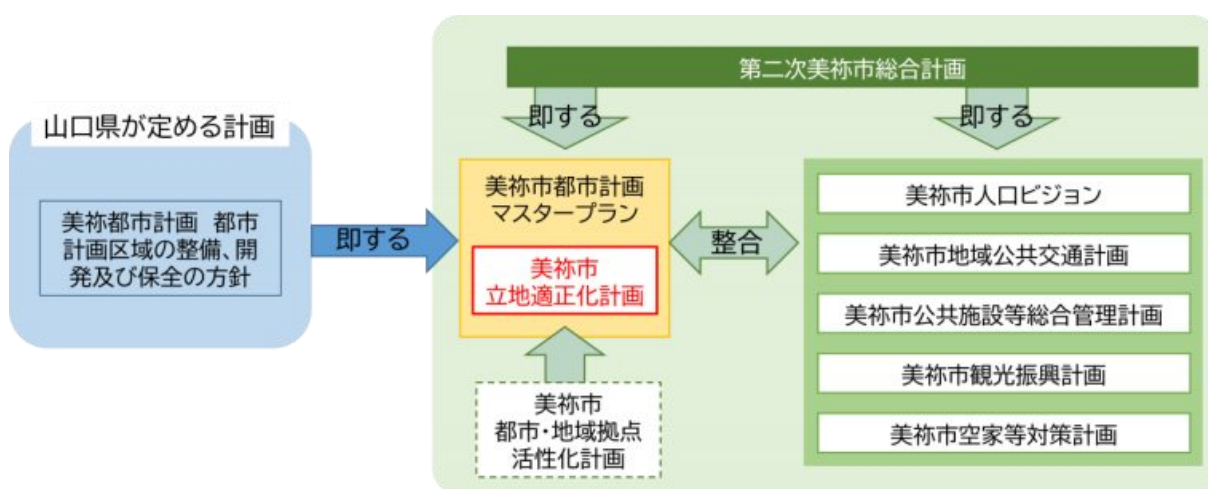 第二次美祢市総合計画
即する
即する
山口県が定める計画
美祢都市計画 都市
計画区域の整備、開
発及び保全の方針
即する
美祢市都市計画
マスタープラン
美祢市
立地適正化計画
整合
美祢市人口ビジョン
美祢市地域公共交通計画
美祢市公共施設等総合管理計画
美祢市観光振興計画
美祢市空家等対策計画
美祢市
都市・地域拠点
活性化計画